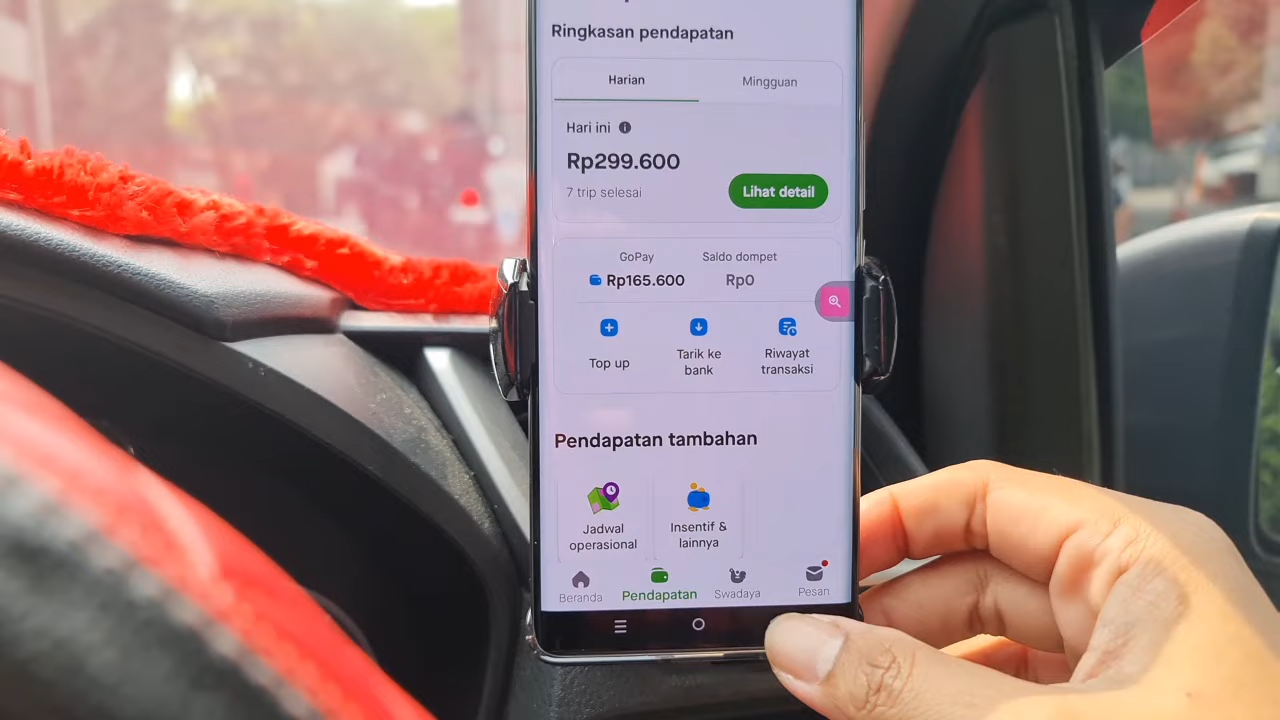 Ringkasan pendapatan
Harian Mingguan
Hari ini
Rp299.600
7 trip selesai
Lihat detail
GoPay Saldo dompet
Rp165.600 Rp0
Top up
Tarik ke bank
Riwayat transaksi
Pendapatan tambahan
Jadwal operasional
Insentif & lainnya
Beranda Pendapatan Swadaya Pesan